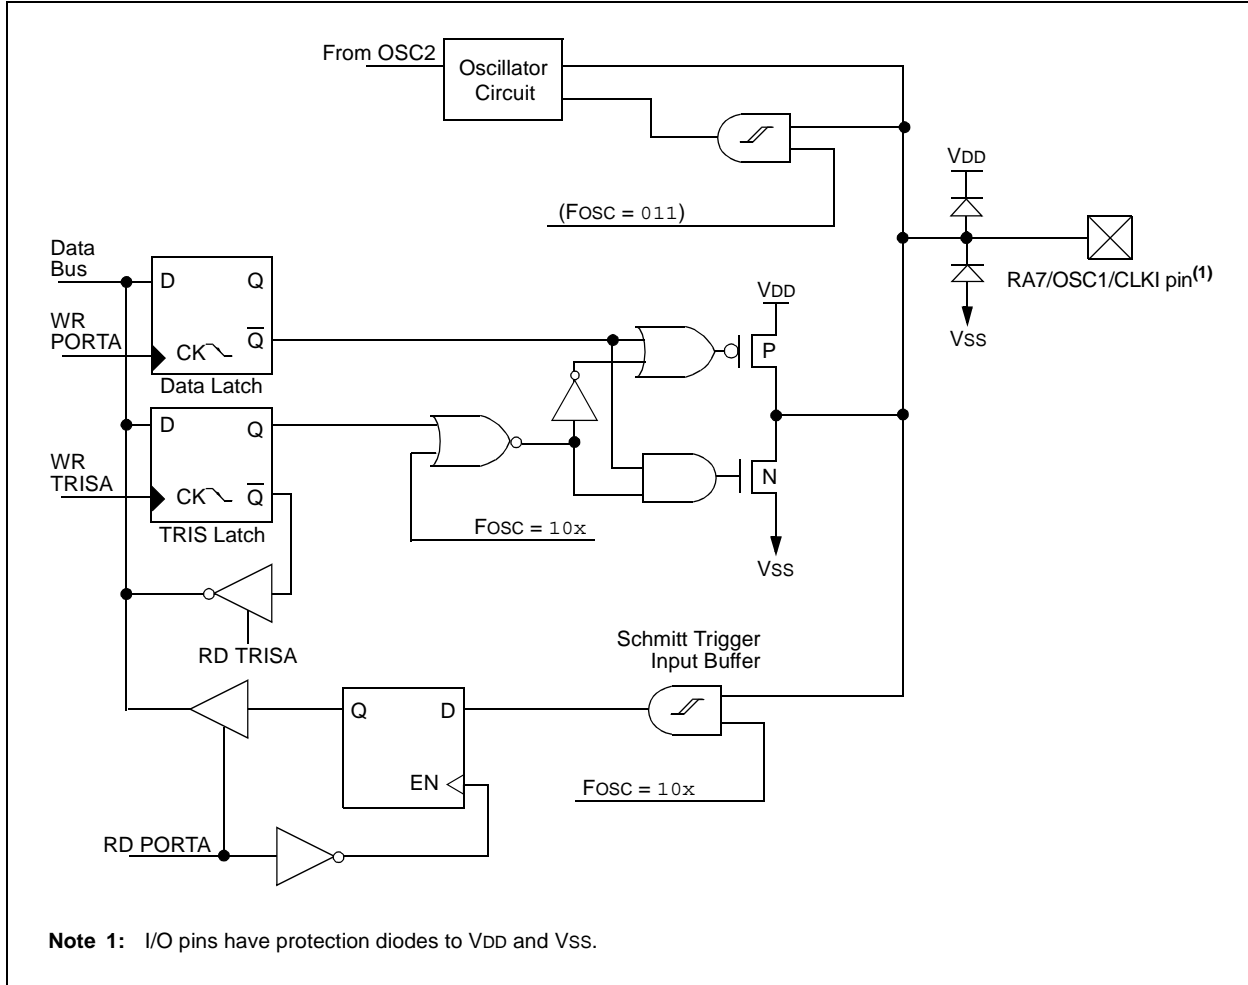 From OSC2
Oscillator
Circuit
(FOSC = 011)
VDD
RA7/OSC1/CLKI pin(1)
VSS
Data
Bus
D
Q
WR
PORTA
CK
Q
Data Latch
VDD
P
D
Q
WR
TRISA
CK
Q
TRIS Latch
FOSC = 10x
N
VSS
RD TRISA
Schmitt Trigger
Input Buffer
Q
D
EN
FOSC = 10x
RD PORTA
Note 1: I/O pins have protection diodes to VDD and VSS.